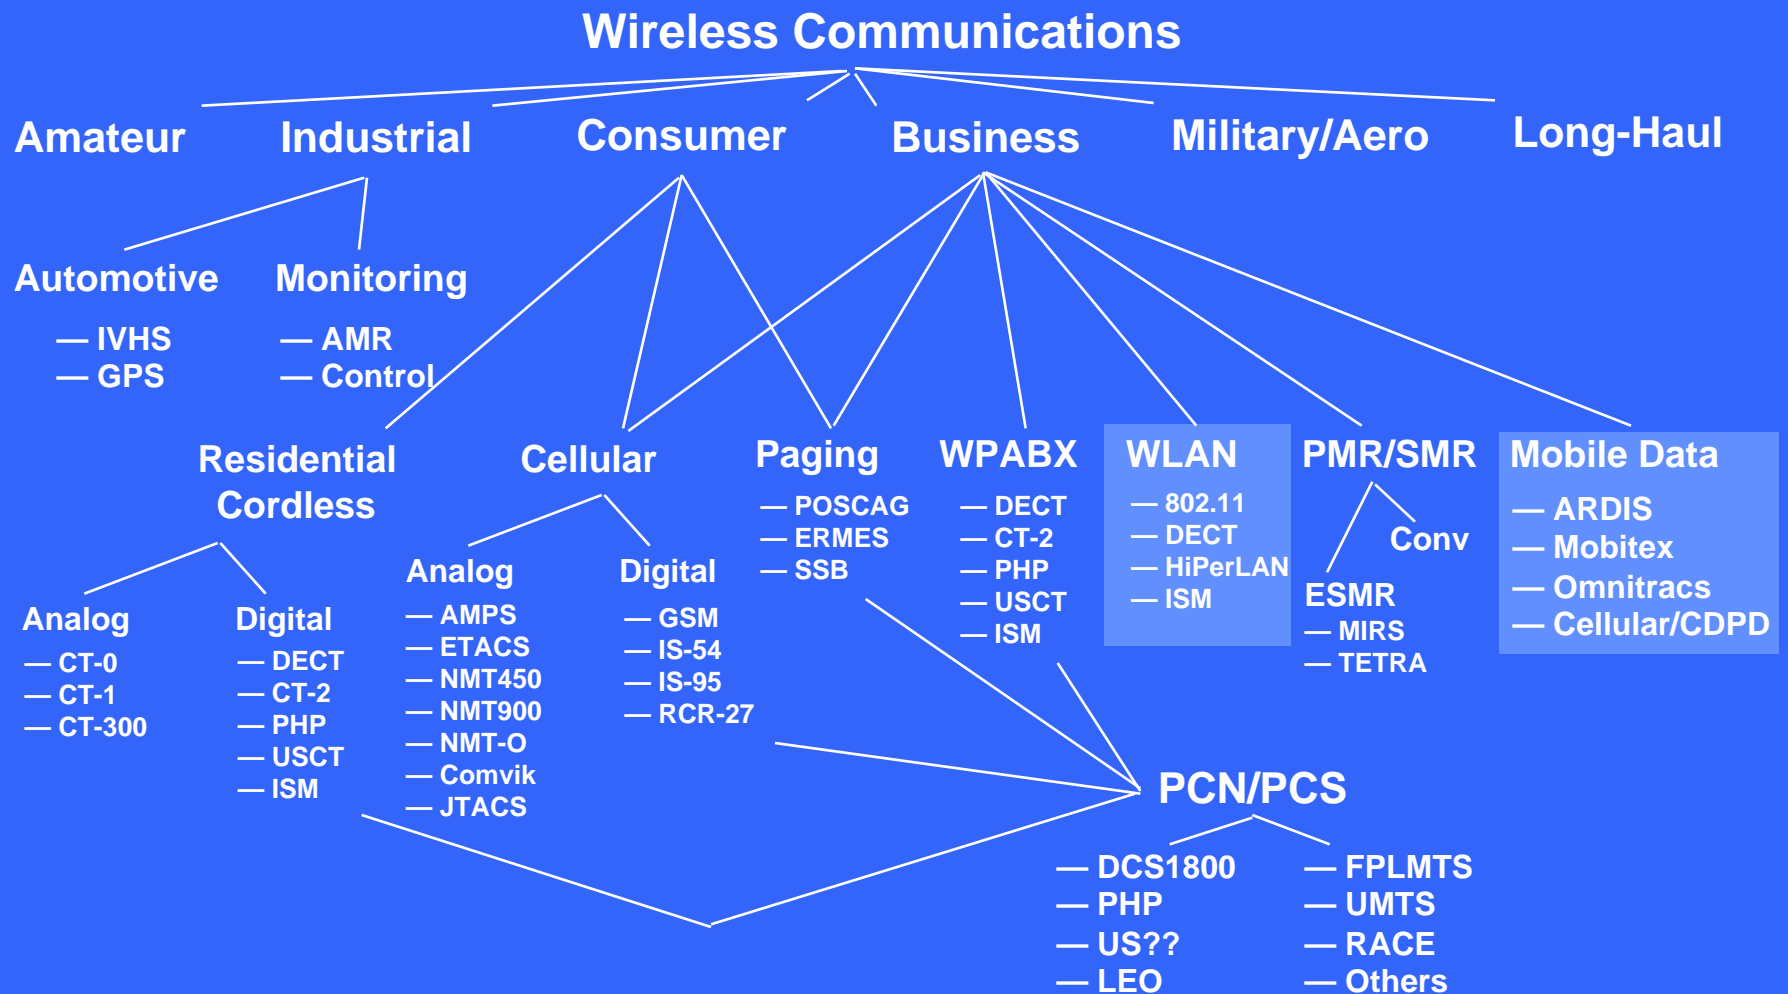 Wireless Communications
Amateur
Industrial
Consumer
Business
Military/Aero
Long-Haul
Automotive
— IVHS
— GPS
Monitoring
— AMR
— Control
Residential
Cordless
Analog
— CT-0
— CT-1
— CT-300
Digital
— DECT
— CT-2
— PHP
— USCT
— ISM
Cellular
Analog
— AMPS
— ETACS
— NMT450
— NMT900
— NMT-O
— Comvik
— JTACS
Digital
— GSM
— IS-54
— IS-95
— RCR-27
Paging
— POSCAG
— ERMES
— SSB
WPABX
— DECT
— CT-2
— PHP
— USCT
— ISM
WLAN
— 802.11
— DECT
— HiPerLAN
— ISM
PMR/SMR
Conv
ESMR
— MIRS
— TETRA
Mobile Data
— ARDIS
— Mobitex
— Omnitracs
— Cellular/CDPD
PCN/PCS
— DCS1800
— PHP
— US??
— LEO
— FPLMTS
— UMTS
— RACE
— Others